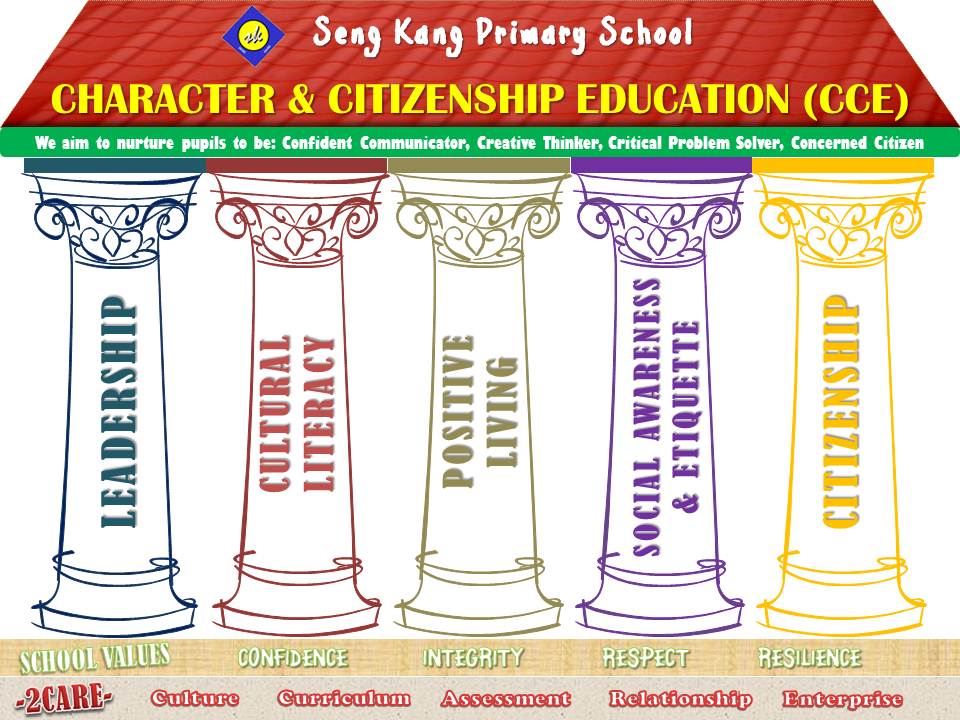 sk
Seng Kang Primary School
CHARACTER & CITIZENSHIP EDUCATION (CCE)
We aim to nurture pupils to be: Confident Communicator, Creative Thinker, Critical Problem Solver, Concerned Citizen
LEADERSHIP
CULTURAL
LITERACY
POSITIVE
LIVING
SOCIAL AWARENESS
& ETIQUETTE
CITIZENSHIP
SCHOOL VALUES CONFIDENCE INTEGRITY RESPECT RESILIENCE
-2CARE- Culture Curriculum Assessment Relationship Enterprise